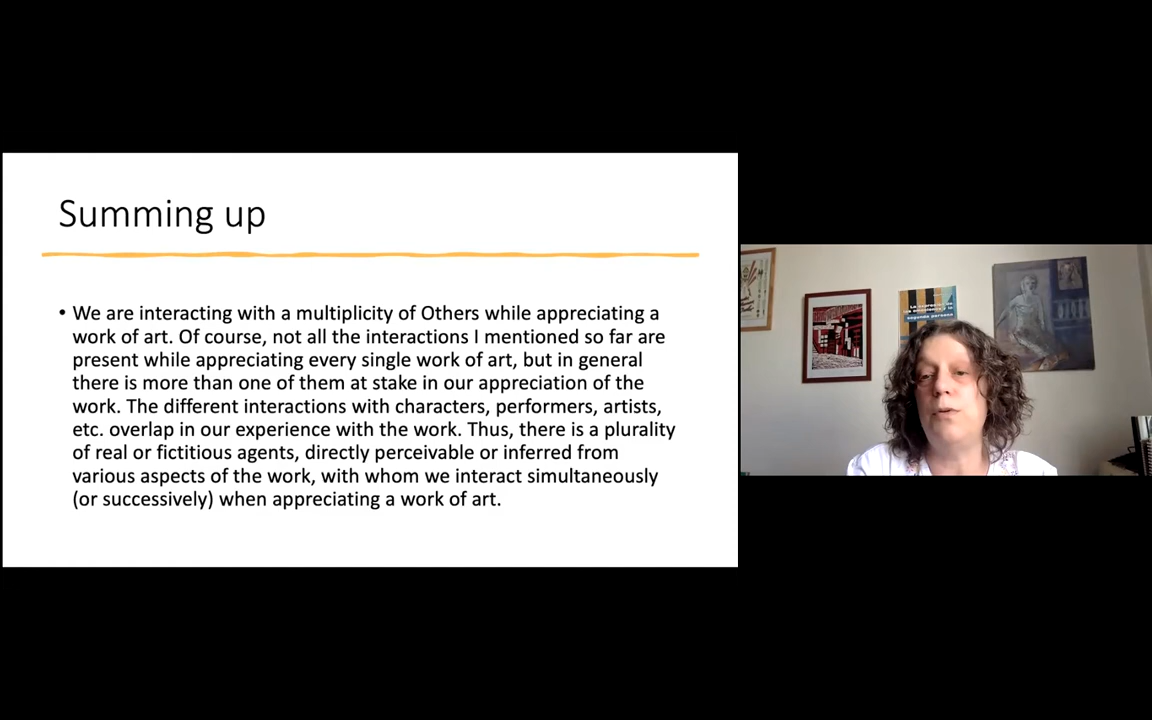 Summing up
• We are interacting with a multiplicity of Others while appreciating a
work of art. Of course, not all the interactions I mentioned so far are
present while appreciating every single work of art, but in general
there is more than one of them at stake in our appreciation of the
work. The different interactions with characters, performers, artists,
etc. overlap in our experience with the work. Thus, there is a plurality
of real or fictitious agents, directly perceivable or inferred from
various aspects of the work, with whom we interact simultaneously
(or successively) when appreciating a work of art.
segunda persona